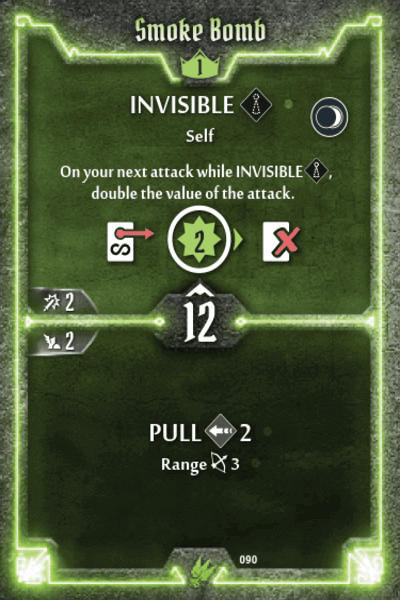 Smoke Bomb
1
INVISIBLE
Self
On your next attack while INVISIBLE ,
double the value of the attack.
2
2
12
2
PULL 2
Range 3
090